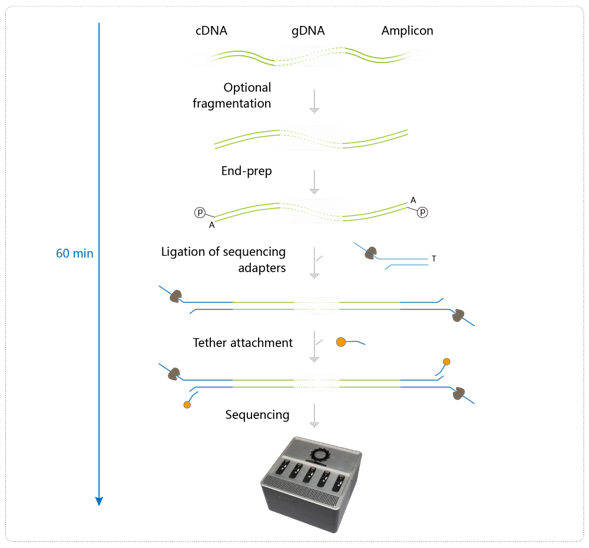 cDNA gDNA Amplicon
Optional
fragmentation
End-prep
A
P
P
A
60 min
Ligation of sequencing
adapters
T
Tether attachment
Sequencing